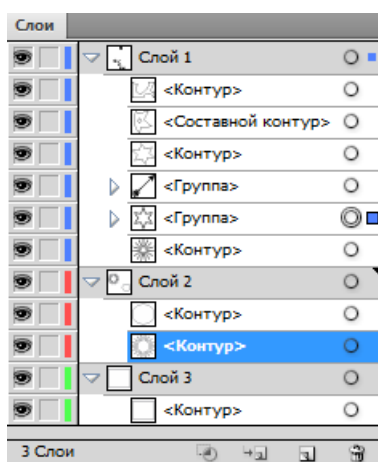 Слои
Слой 1
<Контур>
<Составной контур>
<Контур>
<Группа>
<Группа>
<Контур>
Слой 2
<Контур>
<Контур>
Слой 3
<Контур>
3 Слои